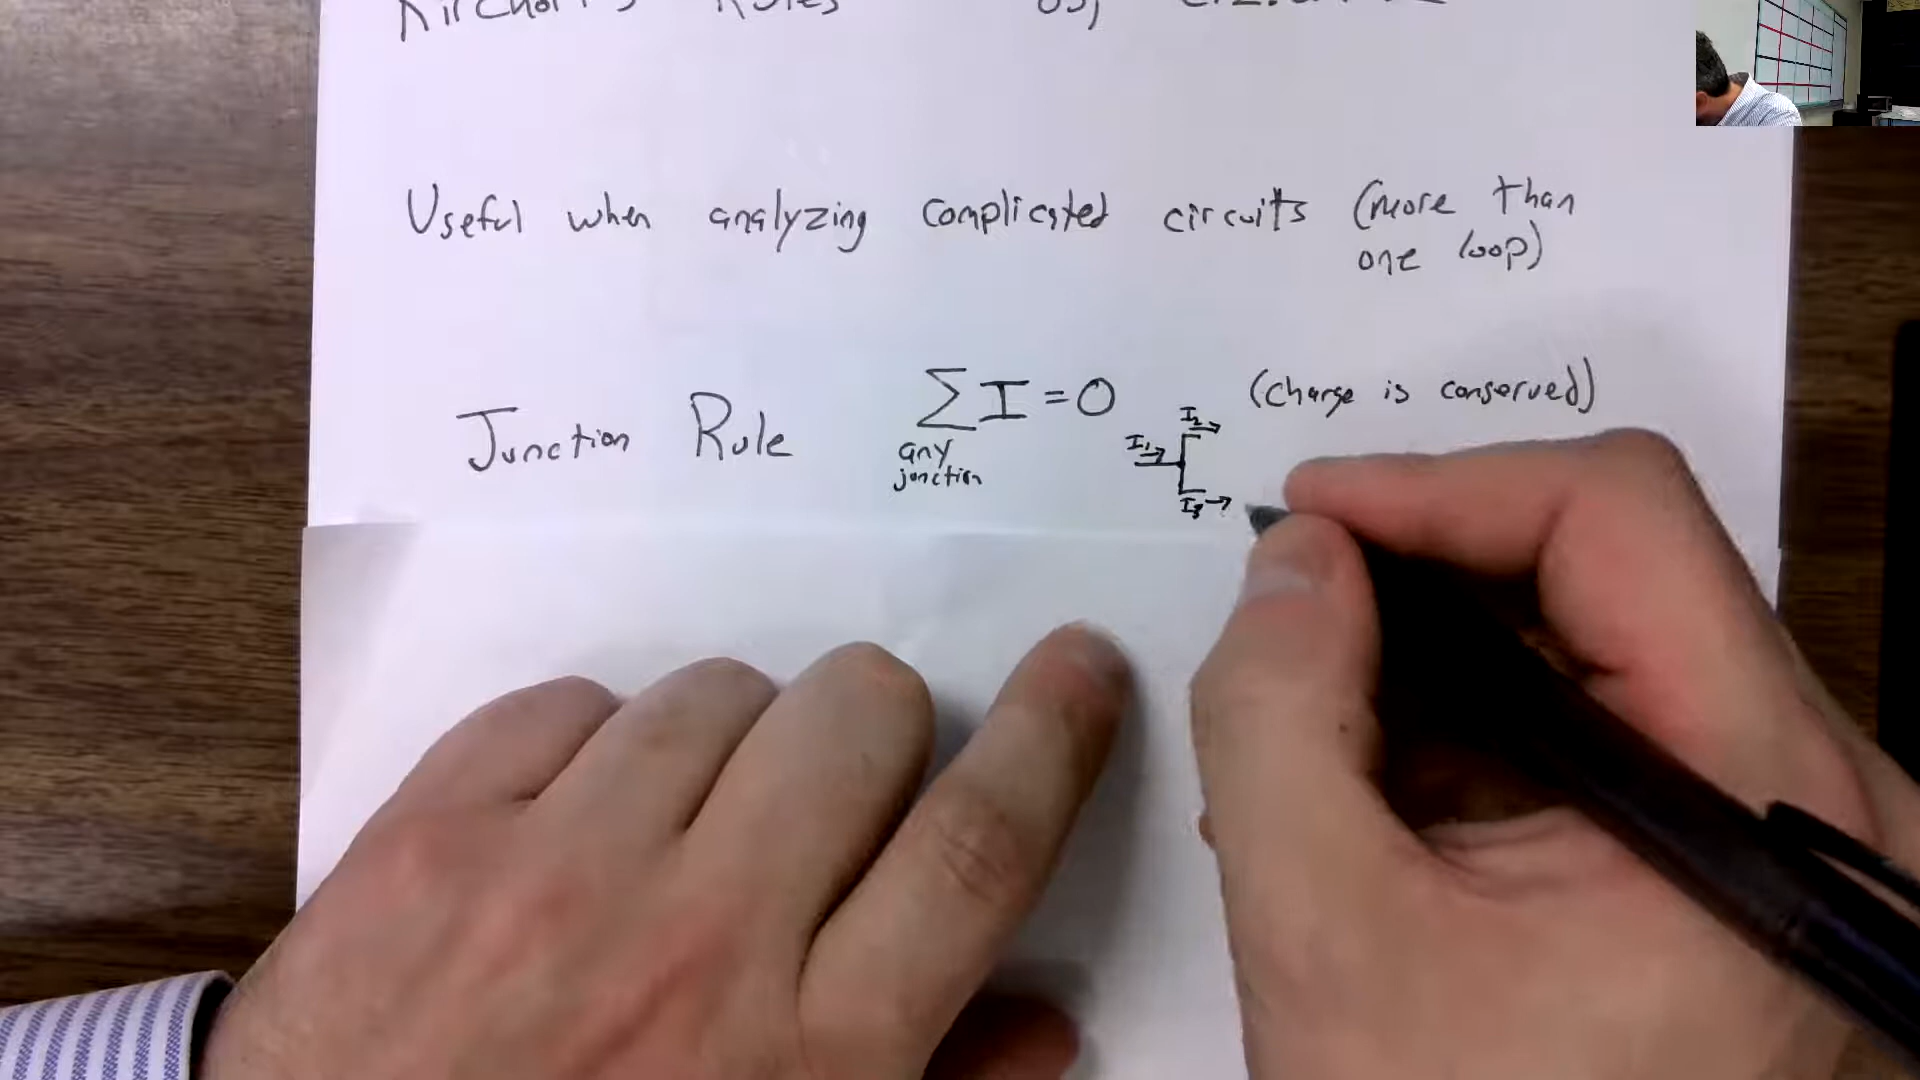 Rules
Useful when analyzing complicated circuits (more than
one loop)
Junction Rule ∑I=0 (charge is conserved)
any
junction
I₁
I₂
I₃